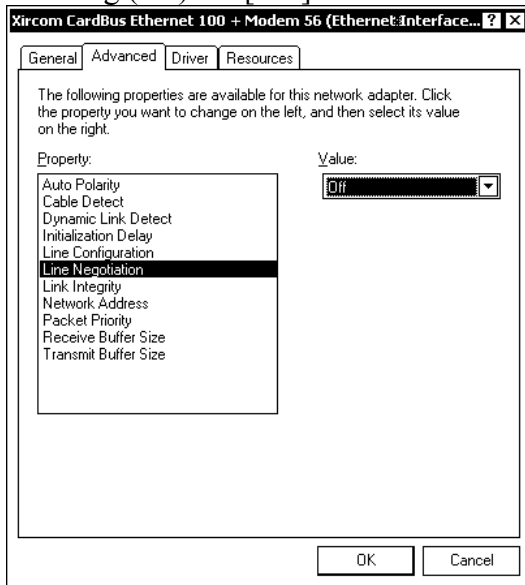 Xircom CardBus Ethernet 100 + Modem 56 (Ethernet Interface... ? X
General Advanced Driver Resources
The following properties are available for this network adapter. Click
the property you want to change on the left, and then select its value
on the right.
Property: Value:
Auto Polarity Off
Cable Detect
Dynamic Link Detect
Initialization Delay
Line Configuration
Line Negotiation
Link Integrity
Network Address
Packet Priority
Receive Buffer Size
Transmit Buffer Size
OK Cancel